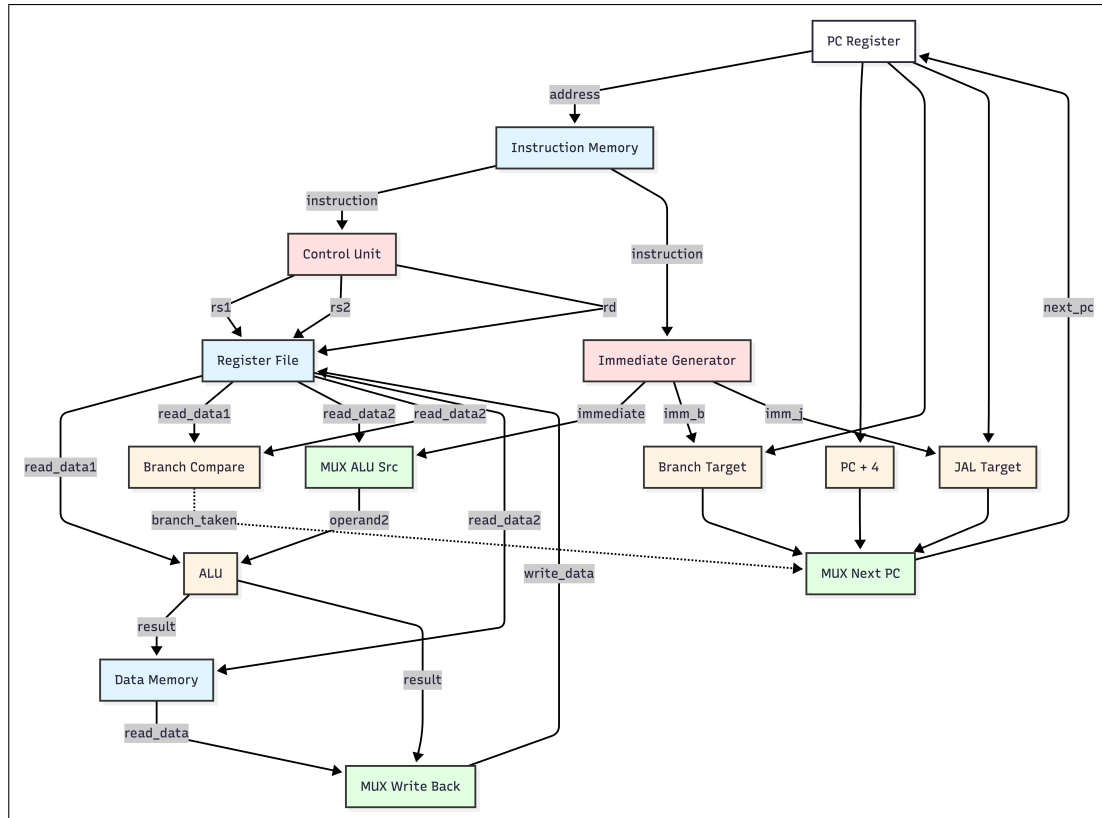 PC Register
address
Instruction Memory
instruction
Control Unit
instruction
rs1
rs2
rd
next_pc
Register File
Immediate Generator
read_data1
read_data2
read_data2
immediate
imm_b
imm_j
read_data1
Branch Compare
MUX ALU Src
Branch Target
PC + 4
JAL Target
branch_taken
operand2
read_data2
ALU
write_data
MUX Next PC
result
Data Memory
result
read_data
MUX Write Back